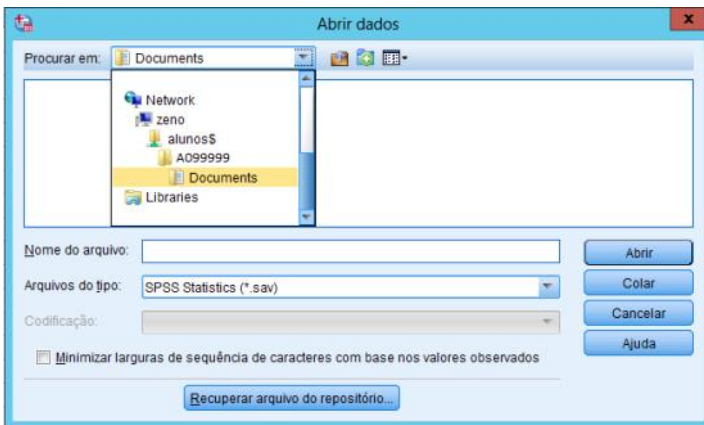 Abrir dados
x
Procurar em: Documents
Network
zeno
alunos$
A099999
Documents
Libraries
Nome do arquivo:
Abrir
Arquivos do tipo: SPSS Statistics (*.sav)
Colar
Codificação:
Cancelar
Ajuda
Minimizar larguras de sequência de caracteres com base nos valores observados
Recuperar arquivo do repositório...